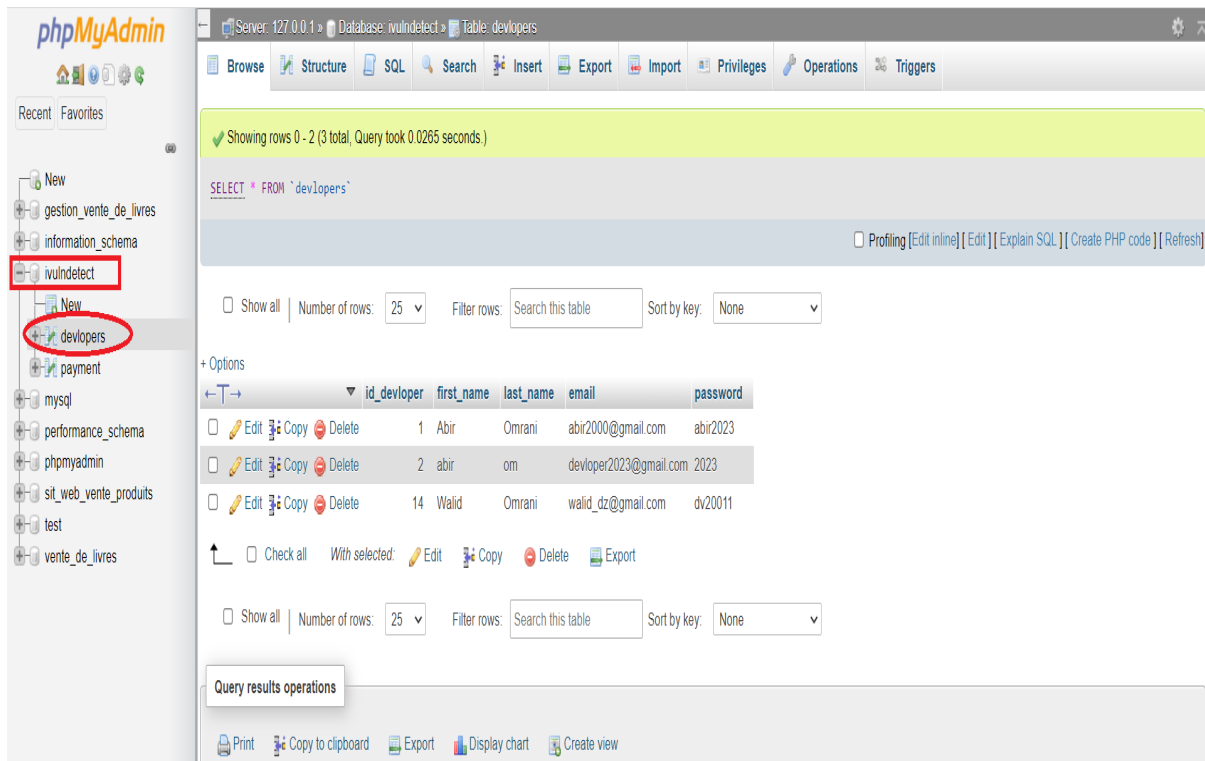 phpMyAdmin
Recent Favorites
New
gestion_vente_de_livres
information_schema
ivulndetect
New
devlopers
payment
mysql
performance_schema
phpmyadmin
sit_web_vente_produits
test
vente_de_livres
Server: 127.0.0.1 » Database: ivulndetect » Table: devlopers
Browse Structure SQL Search Insert Export Import Privileges Operations Triggers
Showing rows 0 - 2 (3 total, Query took 0.0265 seconds.)
SELECT * FROM `devlopers`
Profiling [Edit inline] [ Edit ] [ Explain SQL ] [ Create PHP code ] [ Refresh]
Show all | Number of rows: 25 Filter rows: Search this table Sort by key: None
+ Options
←T→ ▼ id_devloper first_name last_name email password
Edit Copy Delete 1 Abir Omrani abir2000@gmail.com abir2023
Edit Copy Delete 2 abir om devloper2023@gmail.com 2023
Edit Copy Delete 14 Walid Omrani walid_dz@gmail.com dv20011
Check all With selected: Edit Copy Delete Export
Show all | Number of rows: 25 Filter rows: Search this table Sort by key: None
Query results operations
Print Copy to clipboard Export Display chart Create view